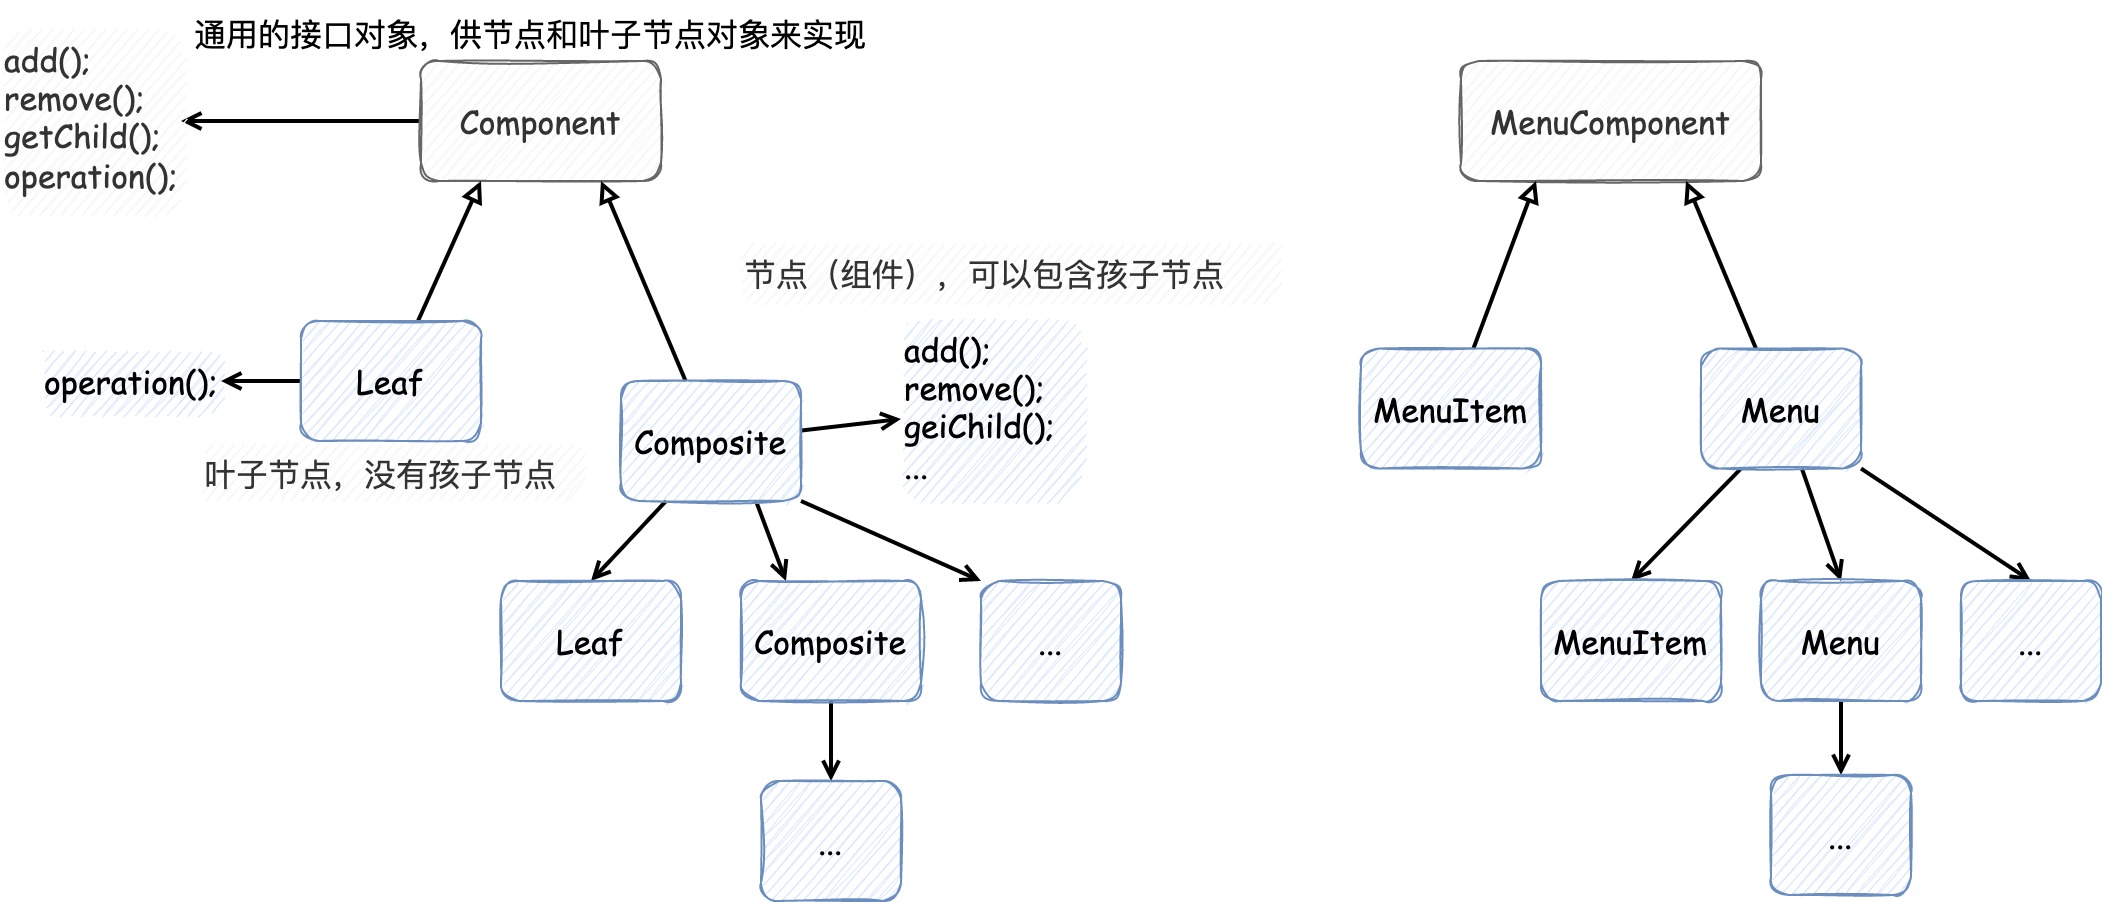 通用的接口对象，供节点和叶子节点对象来实现
add();
remove();
getChild();
operation();
Component
MenuComponent
节点（组件），可以包含孩子节点
operation();
Leaf
叶子节点，没有孩子节点
Composite
add();
remove();
geiChild();
...
MenuItem
Menu
Leaf
Composite
...
MenuItem
Menu
...
...
...